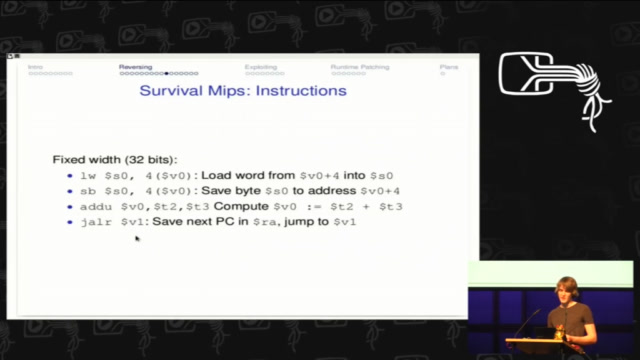 Intro Reversing Exploiting Runtime Patching Plans
Survival Mips: Instructions
Fixed width (32 bits):
lw $s0, 4($v0): Load word from $v0+4 into $s0
sb $s0, 4($v0): Save byte $s0 to address $v0+4
addu $v0,$t2,$t3 Compute $v0 := $t2 + $t3
jalr $v1: Save next PC in $ra, jump to $v1